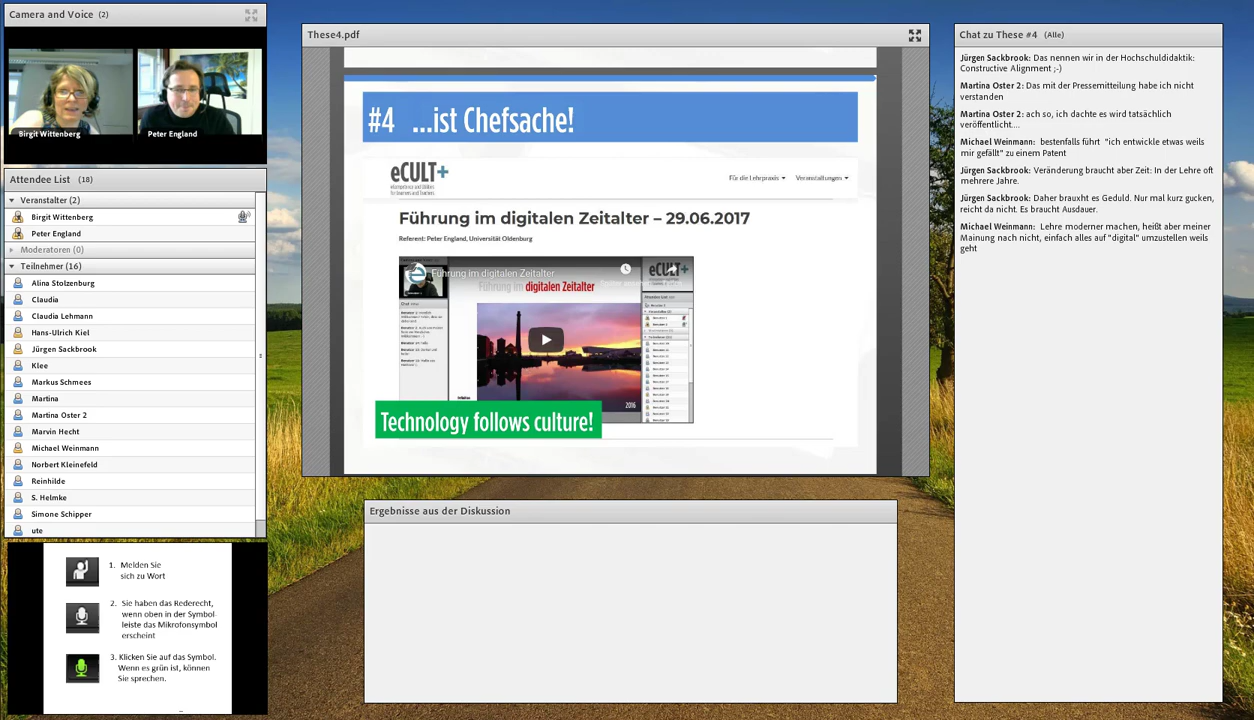 Camera and Voice (2)
Birgit Wittenberg
Peter England
Attendee List (18)
Veranstalter (2)
Birgit Wittenberg
Peter England
Moderatoren (0)
Teilnehmer (16)
Alina Stolzenburg
Claudia
Claudia Lehmann
Hans-Ulrich Kiel
Jürgen Sackbrook
Klee
Markus Schmees
Martina
Martina Oster 2
Marvin Hecht
Michael Weinmann
Norbert Kleinefeld
Reinhilde
S. Helmke
Simone Schipper
ute
1. Melden Sie
sich zu Wort
2. Sie haben das Rederecht,
wenn oben in der Symbol-
leiste das Mikrofonsymbol
erscheint
3. Klicken Sie auf das Symbol.
Wenn es grün ist, können
Sie sprechen.
These4.pdf
#4 ...ist Chefsache!
eCULT+
Für die Lehrpraxis
Veranstaltungen
Führung im digitalen Zeitalter – 29.06.2017
Referent: Peter England, Universität Oldenburg
Führung im digitalen Zeitalter
Führung im digitalen Zeitalter
eCULT+
2016
Technology follows culture!
Ergebnisse aus der Diskussion
Chat zu These #4 (Alle)
Jürgen Sackbrook: Das nennen wir in der Hochschuldidaktik:
Constructive Alignment ;-)
Martina Oster 2: Das mit der Pressemitteilung habe ich nicht
verstanden
Martina Oster 2: ach so, ich dachte es wird tatsächlich
veröffentlicht....
Michael Weinmann: bestenfalls führt "ich entwickle etwas weils
mir gefällt" zu einem Patent
Jürgen Sackbrook: Veränderung braucht aber Zeit: In der Lehre oft
mehrere Jahre.
Jürgen Sackbrook: Daher brauxht es Geduld. Nur mal kurz gucken,
reicht da nicht. Es braucht Ausdauer.
Michael Weinmann: Lehre moderner machen, heißt aber meiner
Mainung nach nicht, einfach alles auf "digital" umzustellen weils
geht